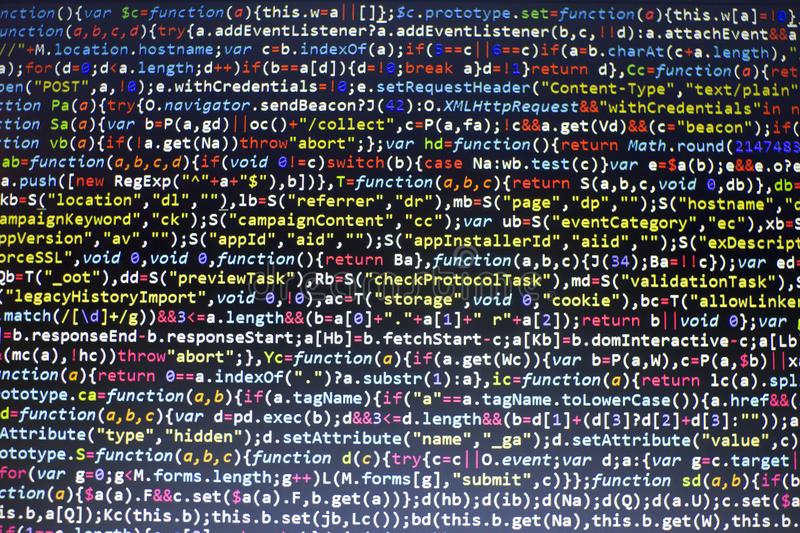 nction(){var $c=function(a){this.w=a||[]};$c.prototype.set=function(a){this.w[a]=!0}
unction(a,b,c,d){try{a.addEventListener?a.addEventListener(b,c,!!d):a.attachEvent&&a
//"+M.location.hostname;var c=b.indexOf(a);if(5==c||6==c){if(a=b.charAt(c+a.length),"
);for(d=0;d<a.length;d++)if(b==a[d]){d=!0;break a}d=!1}return d},Cc=function(a){ret
pen("POST",a,!0);e.withCredentials=!0;e.setRequestHeader("Content-Type","text/plain"
ction Pa(a){try{O.navigator.sendBeacon?J(42):O.XMLHttpRequest&&"withCredentials"in n
tion Sa(a){var b=P(a,gd)||oc()+"/collect",c=P(a,fa);!c&&a.get(Vd)&&(c="beacon");if(
tion vb(a){if(!a.get(Na))throw"abort";};var hd=function(){return Math.round(2147483
ab=function(a,b,c,d){if(void 0!=c)switch(b){case Na:wb.test(c)}var e=$a(b);e&&e.o?e
a.push([new RegExp("^"+a+"$"),b])},T=function(a,b,c){return S(a,b,c,void 0,db)},db=
kb=S("location","dl",""),lb=S("referrer","dr"),mb=S("page","dp","");S("hostname","d
ampaignKeyword","ck");S("campaignContent","cc");var ub=S("eventCategory","ec"),xb=
ppVersion","av","");S("appId","aid","");S("appInstallerId","aiid","");S("exDescript
orceSSL",void 0,void 0,function(){return Ba},function(a,b,c){J(34);Ba=!!c});var ed=
Qb=T("_oot"),dd=S("previewTask"),Rb=S("checkProtocolTask"),md=S("validationTask"),
"legacyHistoryImport",void 0,!0),ac=T("storage",void 0,"cookie"),bc=T("allowLinker
.match(/[\d]+/g))&&3<=a.length&&(b=a[0]+"."+a[1]+" r"+a[2]);return b||void 0};var g
]=b.responseEnd-b.responseStart;a[Hb]=b.fetchStart-c;a[Kb]=b.domInteractive-c;a[Lb
(mc(a),!hc))throw"abort";},Yc=function(a){if(a.get(Wc)){var b=P(a,W),c=P(a,$b)||x
unction(a){return 0==a.indexOf(".")?a.substr(1):a},ic=function(a){return lc(a).spl
ototype.ca=function(a,b){if(a.tagName){if("a"==a.tagName.toLowerCase()){a.href&&(
d=function(a,b,c){var d=pd.exec(b);d&&3<=d.length&&(b=d[1]+(d[3]?d[2]+d[3]:""));a
Attribute("type","hidden");d.setAttribute("name","_ga");d.setAttribute("value",c)
ototype.S=function(a,b,c){function d(c){try{c=c||O.event;var d;a:{var g=c.target|
for(var g=0;g<M.forms.length;g++)L(M.forms[g],"submit",c)}};function sd(a,b){if(
ction(a){$a(a).F&&c.set($a(a).F,b.get(a))};d(hb);d(ib);d(Na);d(Q);d(a.U);c.set(
s.b,a[Q]);Kc(this.b);this.b.set(jb,Lc());bd(this.b.get(Na),this.b.get(W),this.b.
dreamstime